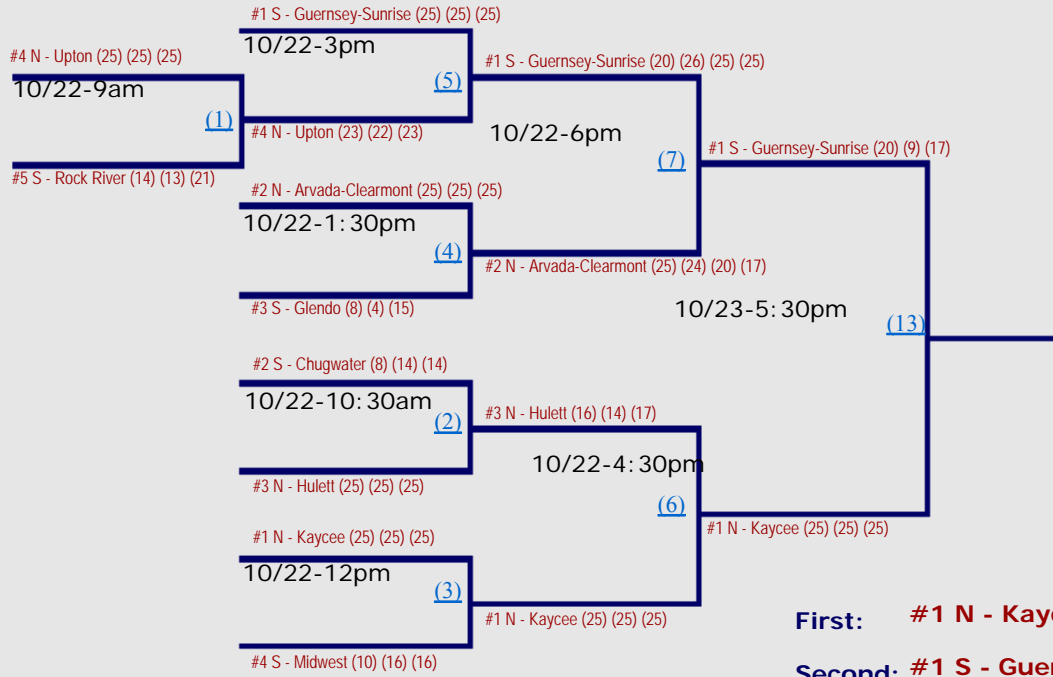 #1 S - Guernsey-Sunrise (25) (25) (25)
10/22-3pm
#4 N - Upton (25) (25) (25)
10/22-9am
(5)
#1 S - Guernsey-Sunrise (20) (26) (25) (25)
(1)
#4 N - Upton (23) (22) (23)
10/22-6pm
(7)
#1 S - Guernsey-Sunrise (20) (9) (17)
#5 S - Rock River (14) (13) (21)
#2 N - Arvada-Clearmont (25) (25) (25)
10/22-1:30pm
(4)
#2 N - Arvada-Clearmont (25) (24) (20) (17)
#3 S - Glendo (8) (4) (15)
10/23-5:30pm
(13)
#2 S - Chugwater (8) (14) (14)
10/22-10:30am
(2)
#3 N - Hulett (16) (14) (17)
10/22-4:30pm
#3 N - Hulett (25) (25) (25)
(6)
#1 N - Kaycee (25) (25) (25)
#1 N - Kaycee (25) (25) (25)
10/22-12pm
(3)
#1 N - Kaycee (25) (25) (25)
#4 S - Midwest (10) (16) (16)
First: #1 N - Kayc
Second: #1 S - Guer